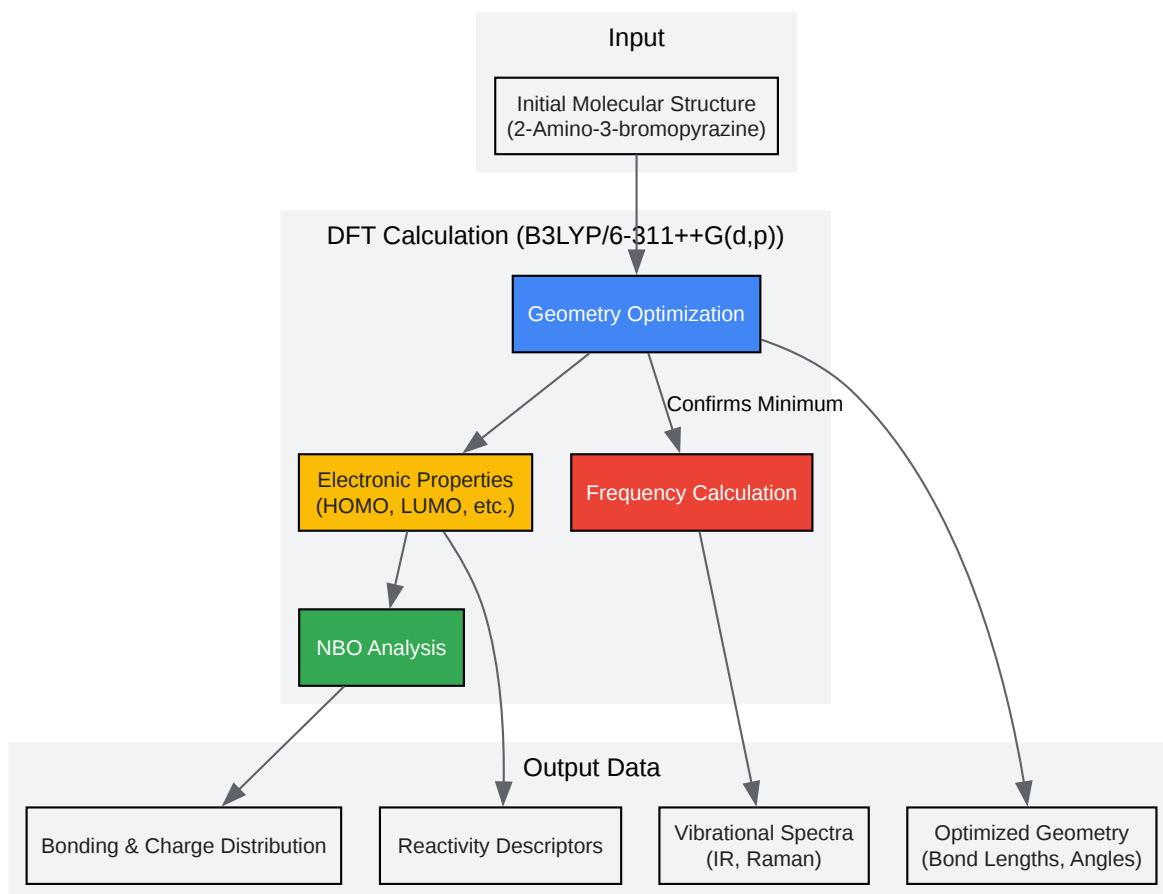 Input
Initial Molecular Structure
(2-Amino-3-bromopyrazine)
DFT Calculation (B3LYP/6-311++G(d,p))
Geometry Optimization
Confirms Minimum
Electronic Properties
(HOMO, LUMO, etc.)
Frequency Calculation
NBO Analysis
Output Data
Bonding & Charge Distribution
Reactivity Descriptors
Vibrational Spectra
(IR, Raman)
Optimized Geometry
(Bond Lengths, Angles)